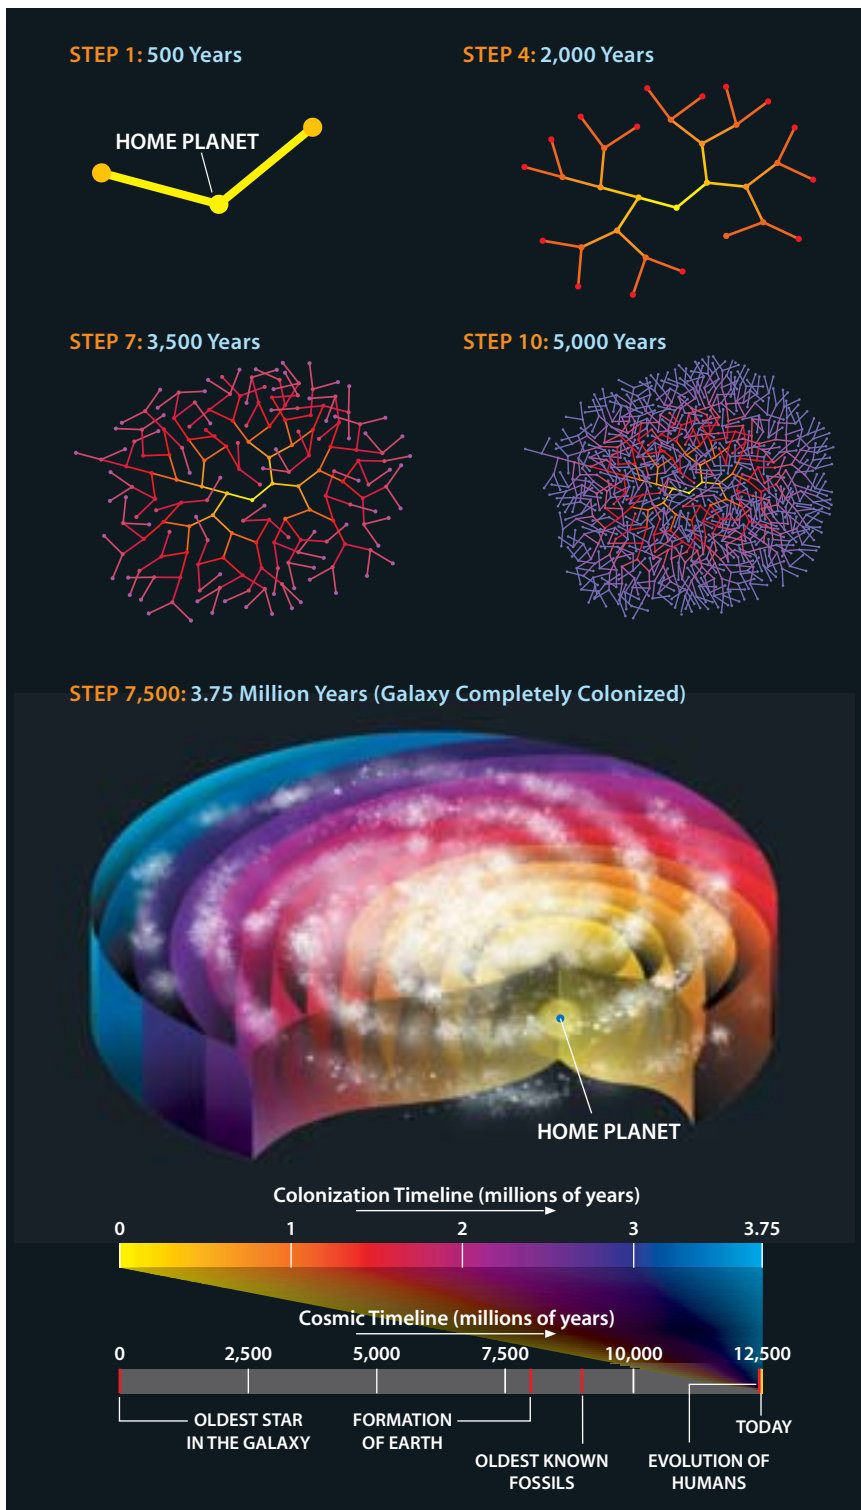 STEP 1: 500 Years
HOME PLANET
STEP 4: 2,000 Years
STEP 7: 3,500 Years
STEP 10: 5,000 Years
STEP 7,500: 3.75 Million Years (Galaxy Completely Colonized)
HOME PLANET
Colonization Timeline (millions of years)
0 1 2 3 3.75
Cosmic Timeline (millions of years)
0 2,500 5,000 7,500 10,000 12,500
OLDEST STAR
IN THE GALAXY
FORMATION
OF EARTH
OLDEST KNOWN
FOSSILS
EVOLUTION OF
HUMANS
TODAY